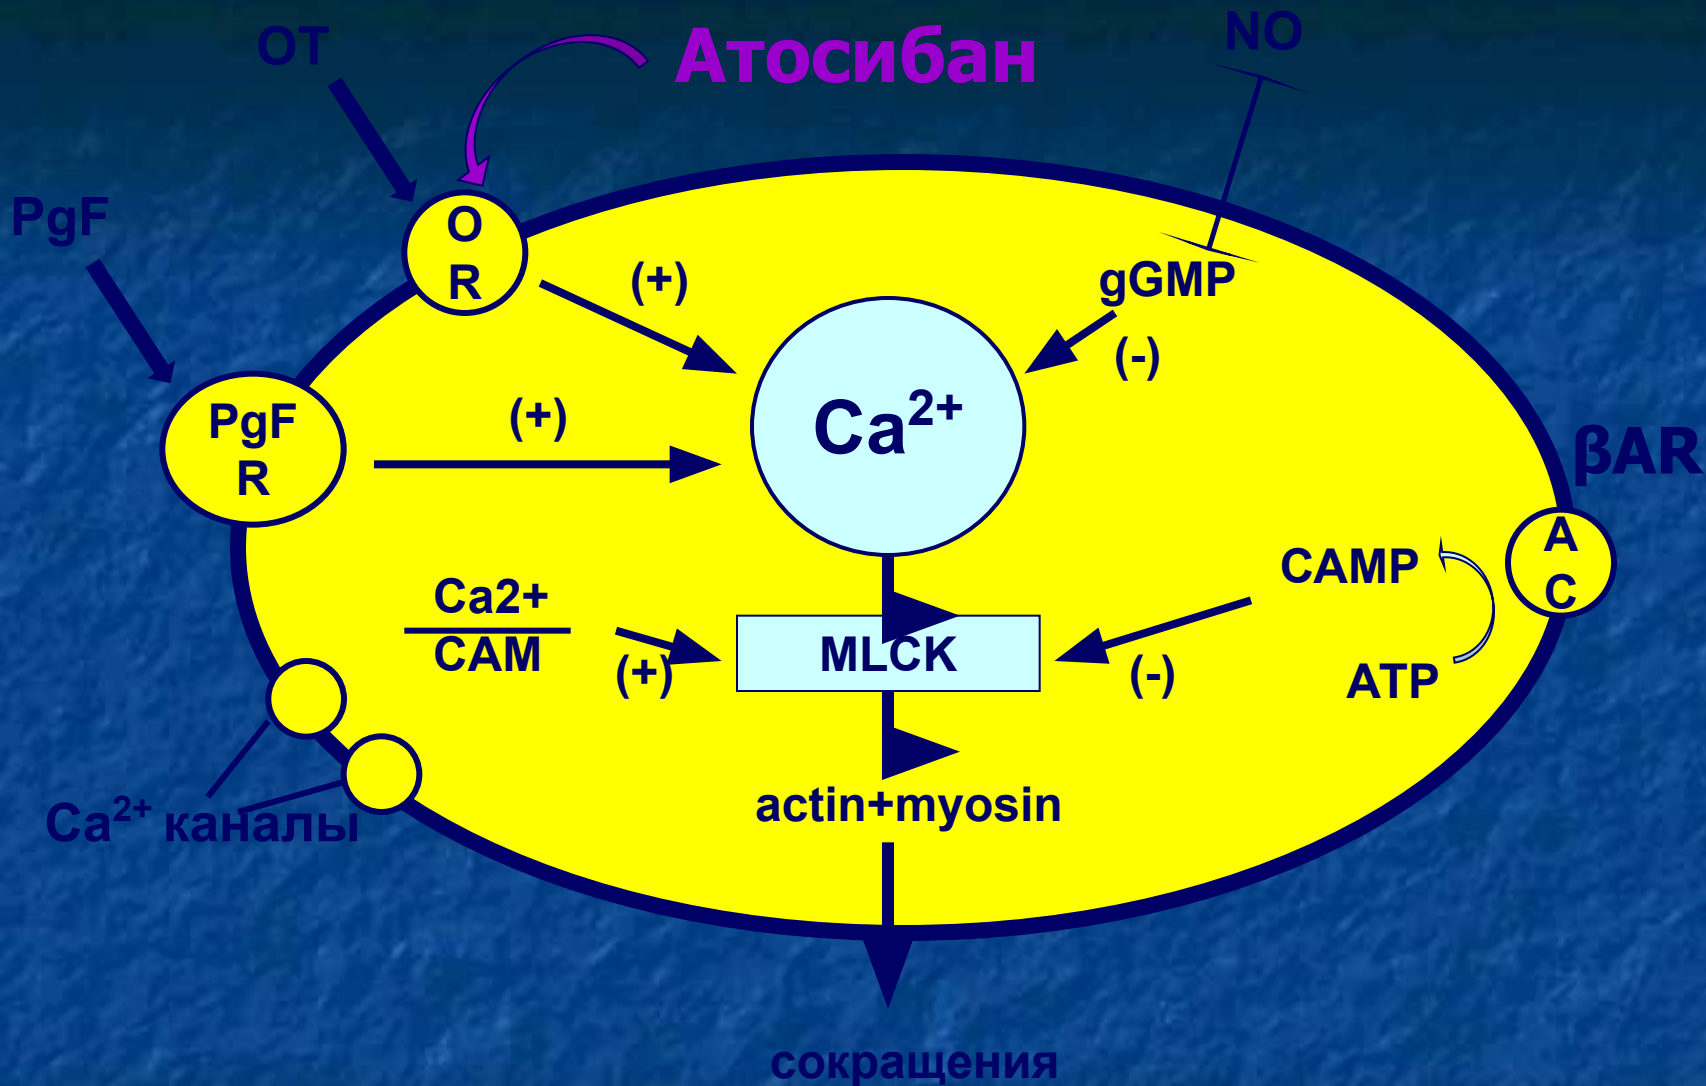 OT
Атосибан
NO
PgF
O
R
(+)
gGMP
(-)
Ca²⁺
PgF
R
(+)
βAR
A
C
CAMP
ATP
Ca2+
CAM
(+)
MLCK
(-)
Ca²⁺ каналы
actin+myosin
сокращения